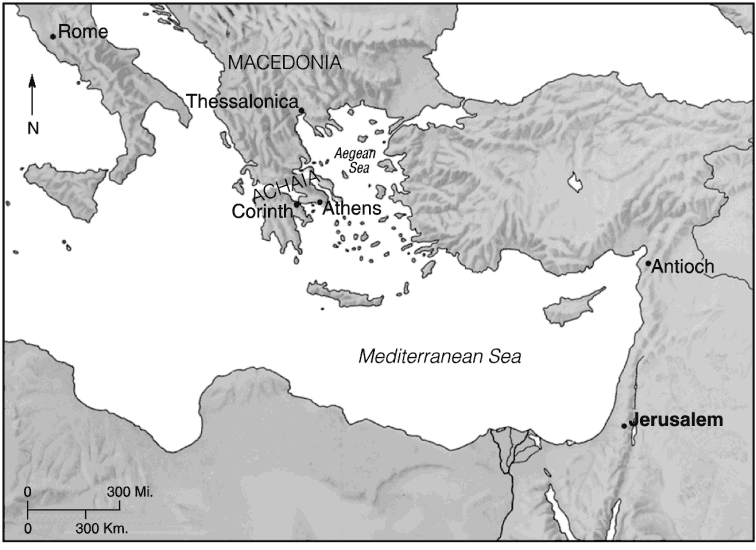 Rome
MACEDONIA
N
Thessalonica
Aegean
Sea
ACHAIA
Corinth
Athens
Antioch
Mediterranean Sea
Jerusalem
0 300 Mi.
0 300 Km.